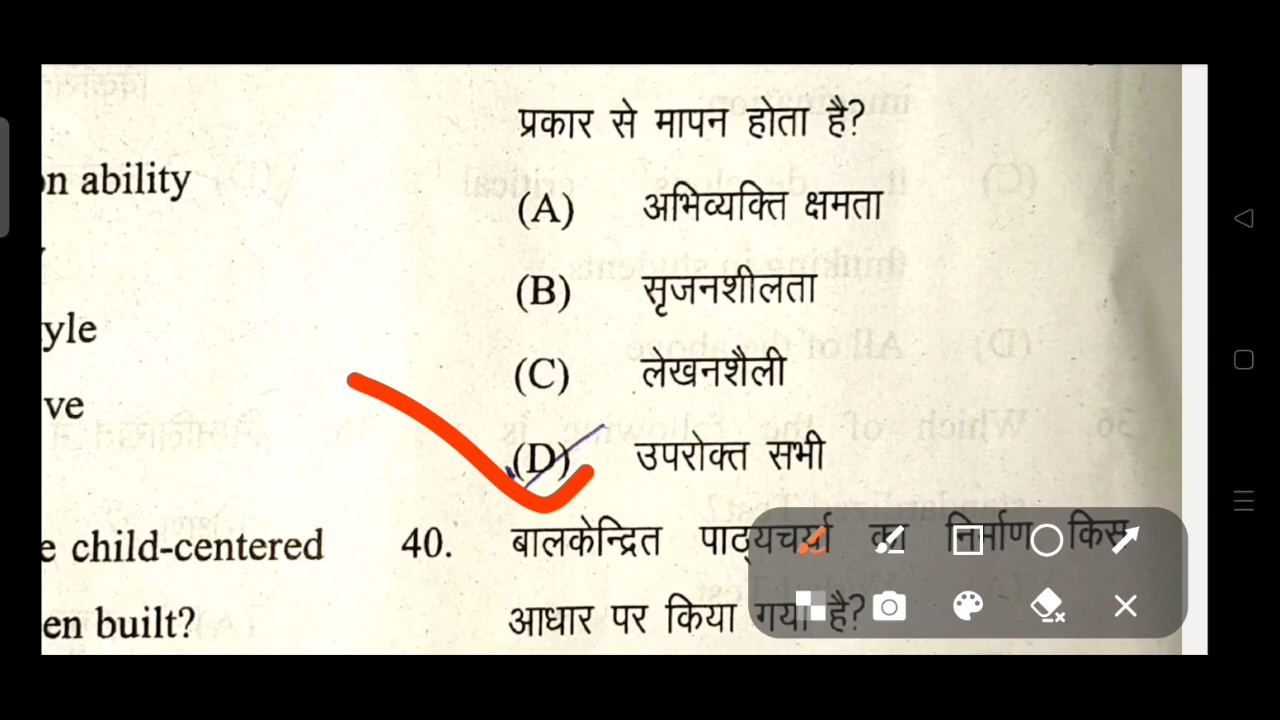 प्रकार से मापन होता है?
on ability
(A) अभिव्यक्ति क्षमता
(B) सृजनशीलता
yle
(C) लेखनशैली
ve
(D) उपरोक्त सभी
e child-centered
40. बालकेन्द्रित पाठ्यचर्या का निर्माण किस
en built?
आधार पर किया गया है?